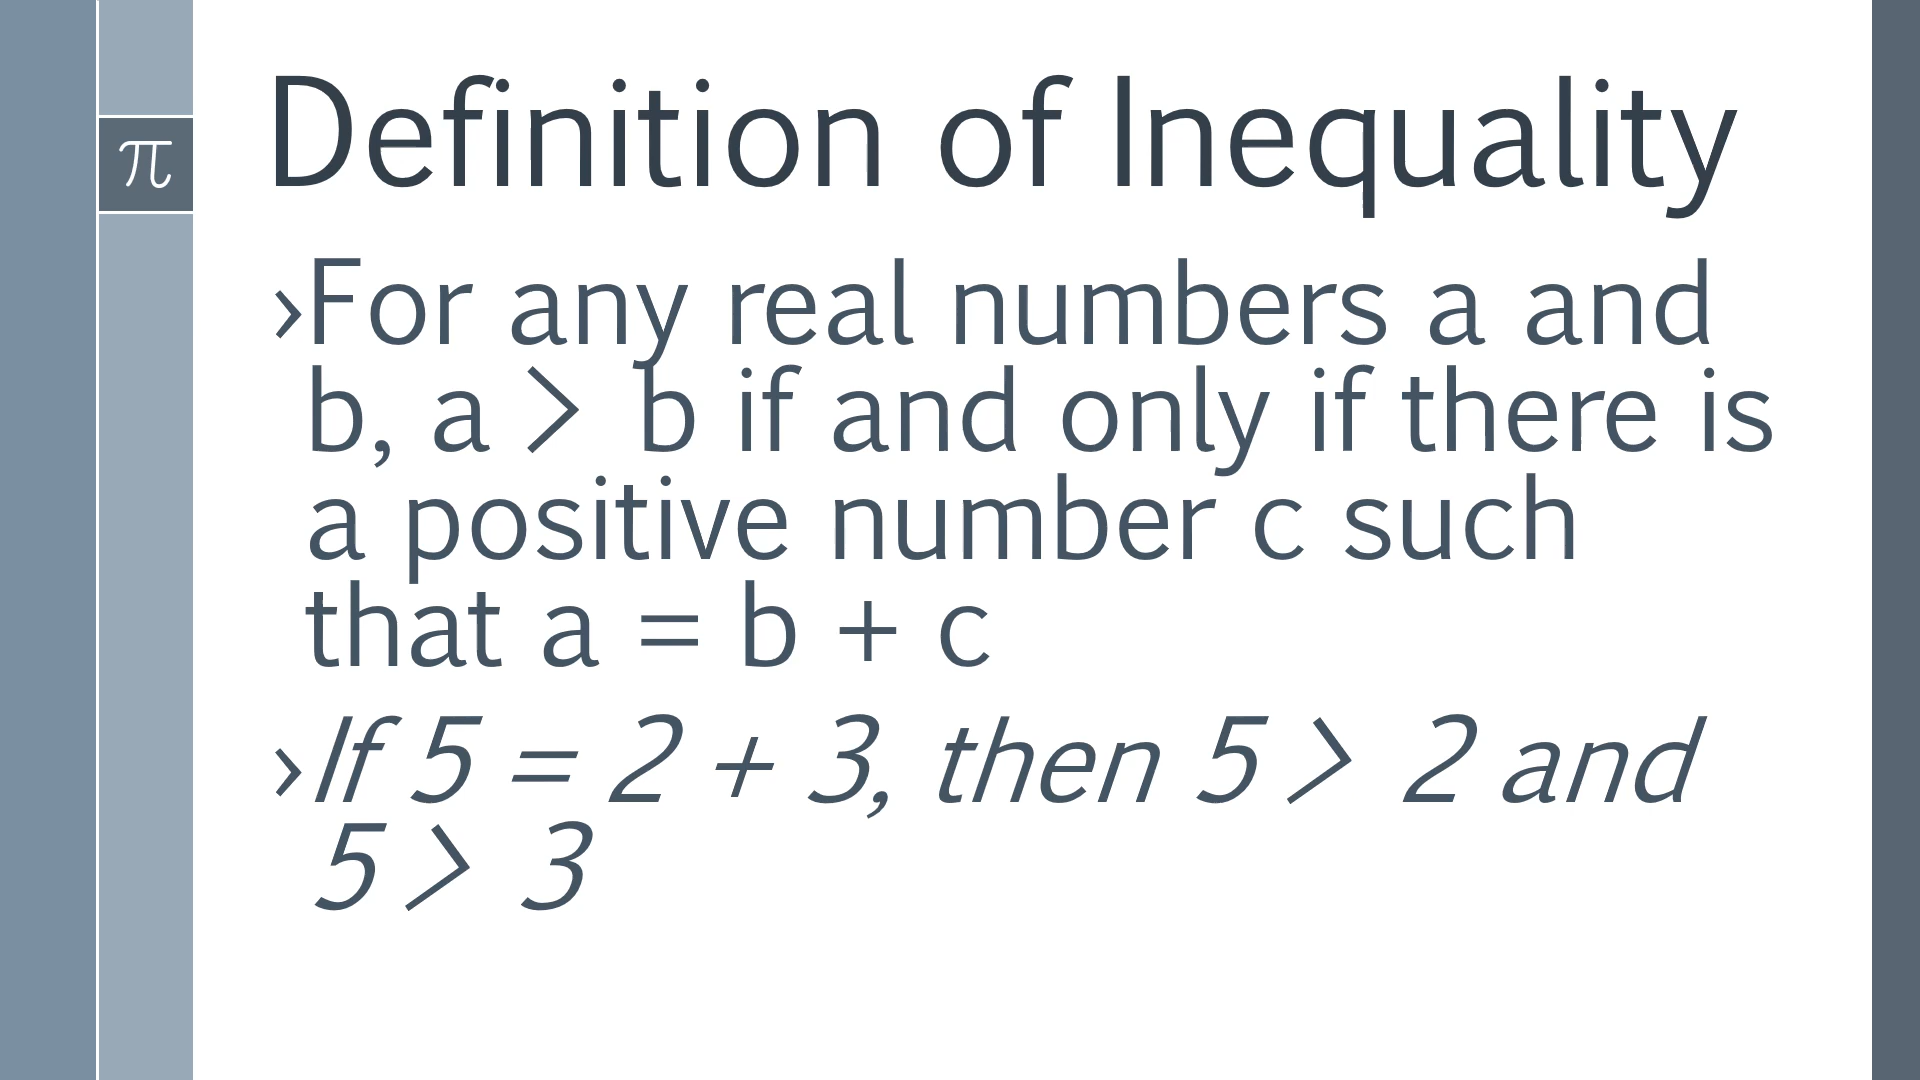 π
Definition of Inequality
›For any real numbers a and
b, a > b if and only if there is
a positive number c such
that a = b + c
›If 5 = 2 + 3, then 5 > 2 and
5 > 3